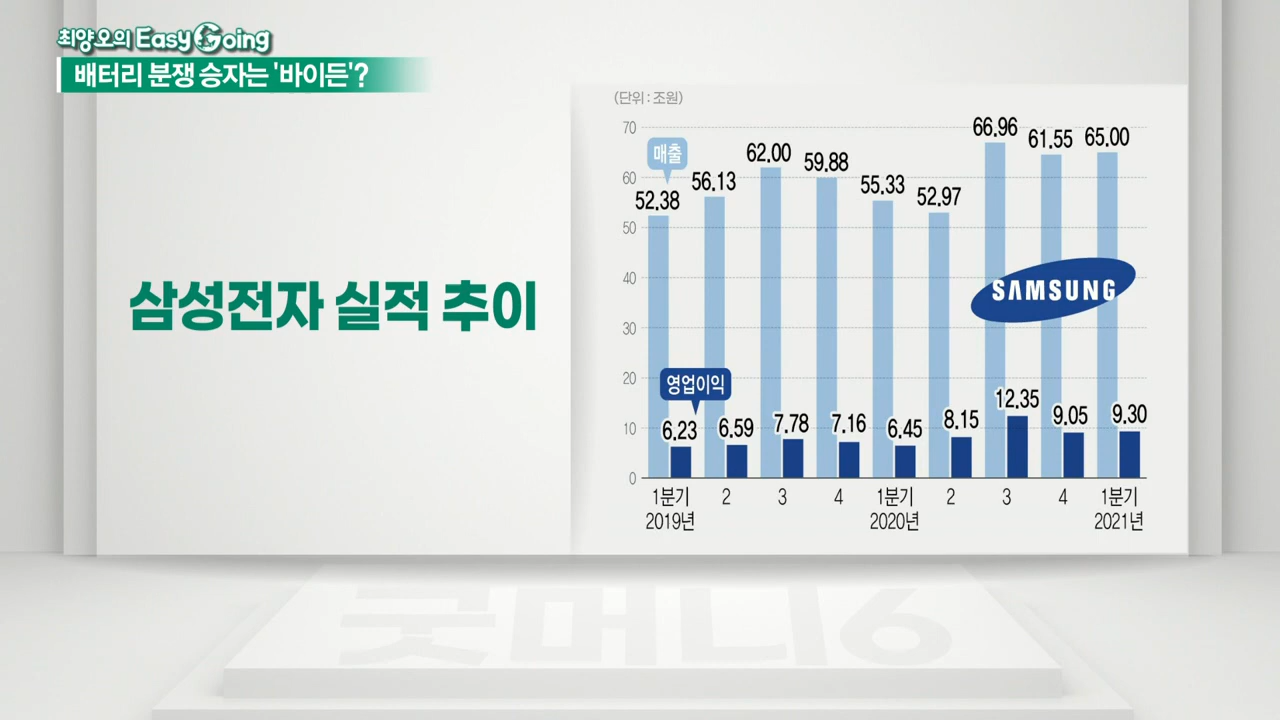 최양오의 Easy Going
배터리 분쟁 승자는 '바이든'?
삼성전자 실적 추이
(단위 : 조원)
70
60
50
40
30
20
10
0
매출
52.38
56.13
62.00
59.88
55.33
52.97
66.96
61.55
65.00
SAMSUNG
영업이익
6.23
6.59
7.78
7.16
6.45
8.15
12.35
9.05
9.30
1분기 2 3 4 1분기 2 3 4 1분기
2019년 2020년 2021년
굿머니6